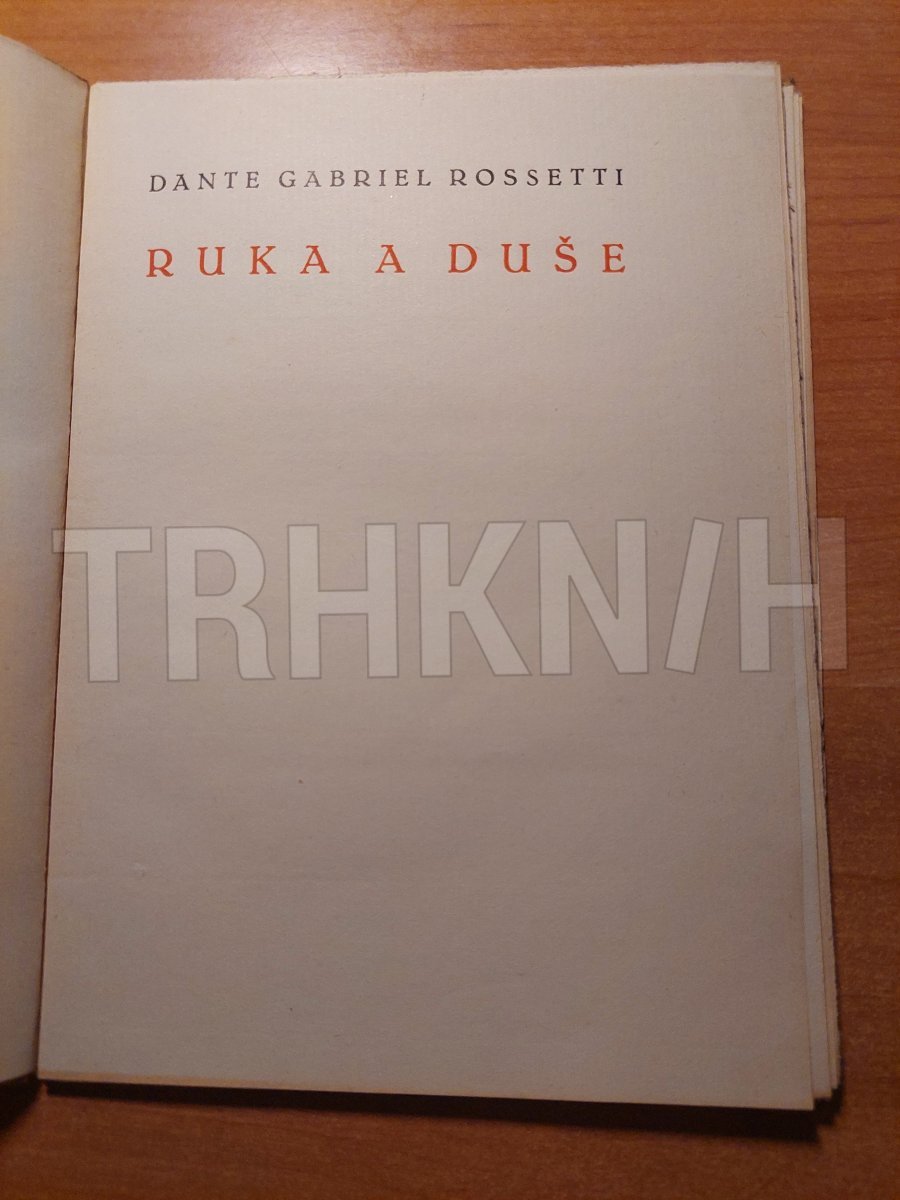 DANTE GABRIEL ROSSETTI
RUKA A DUŠE
TRHKNIH